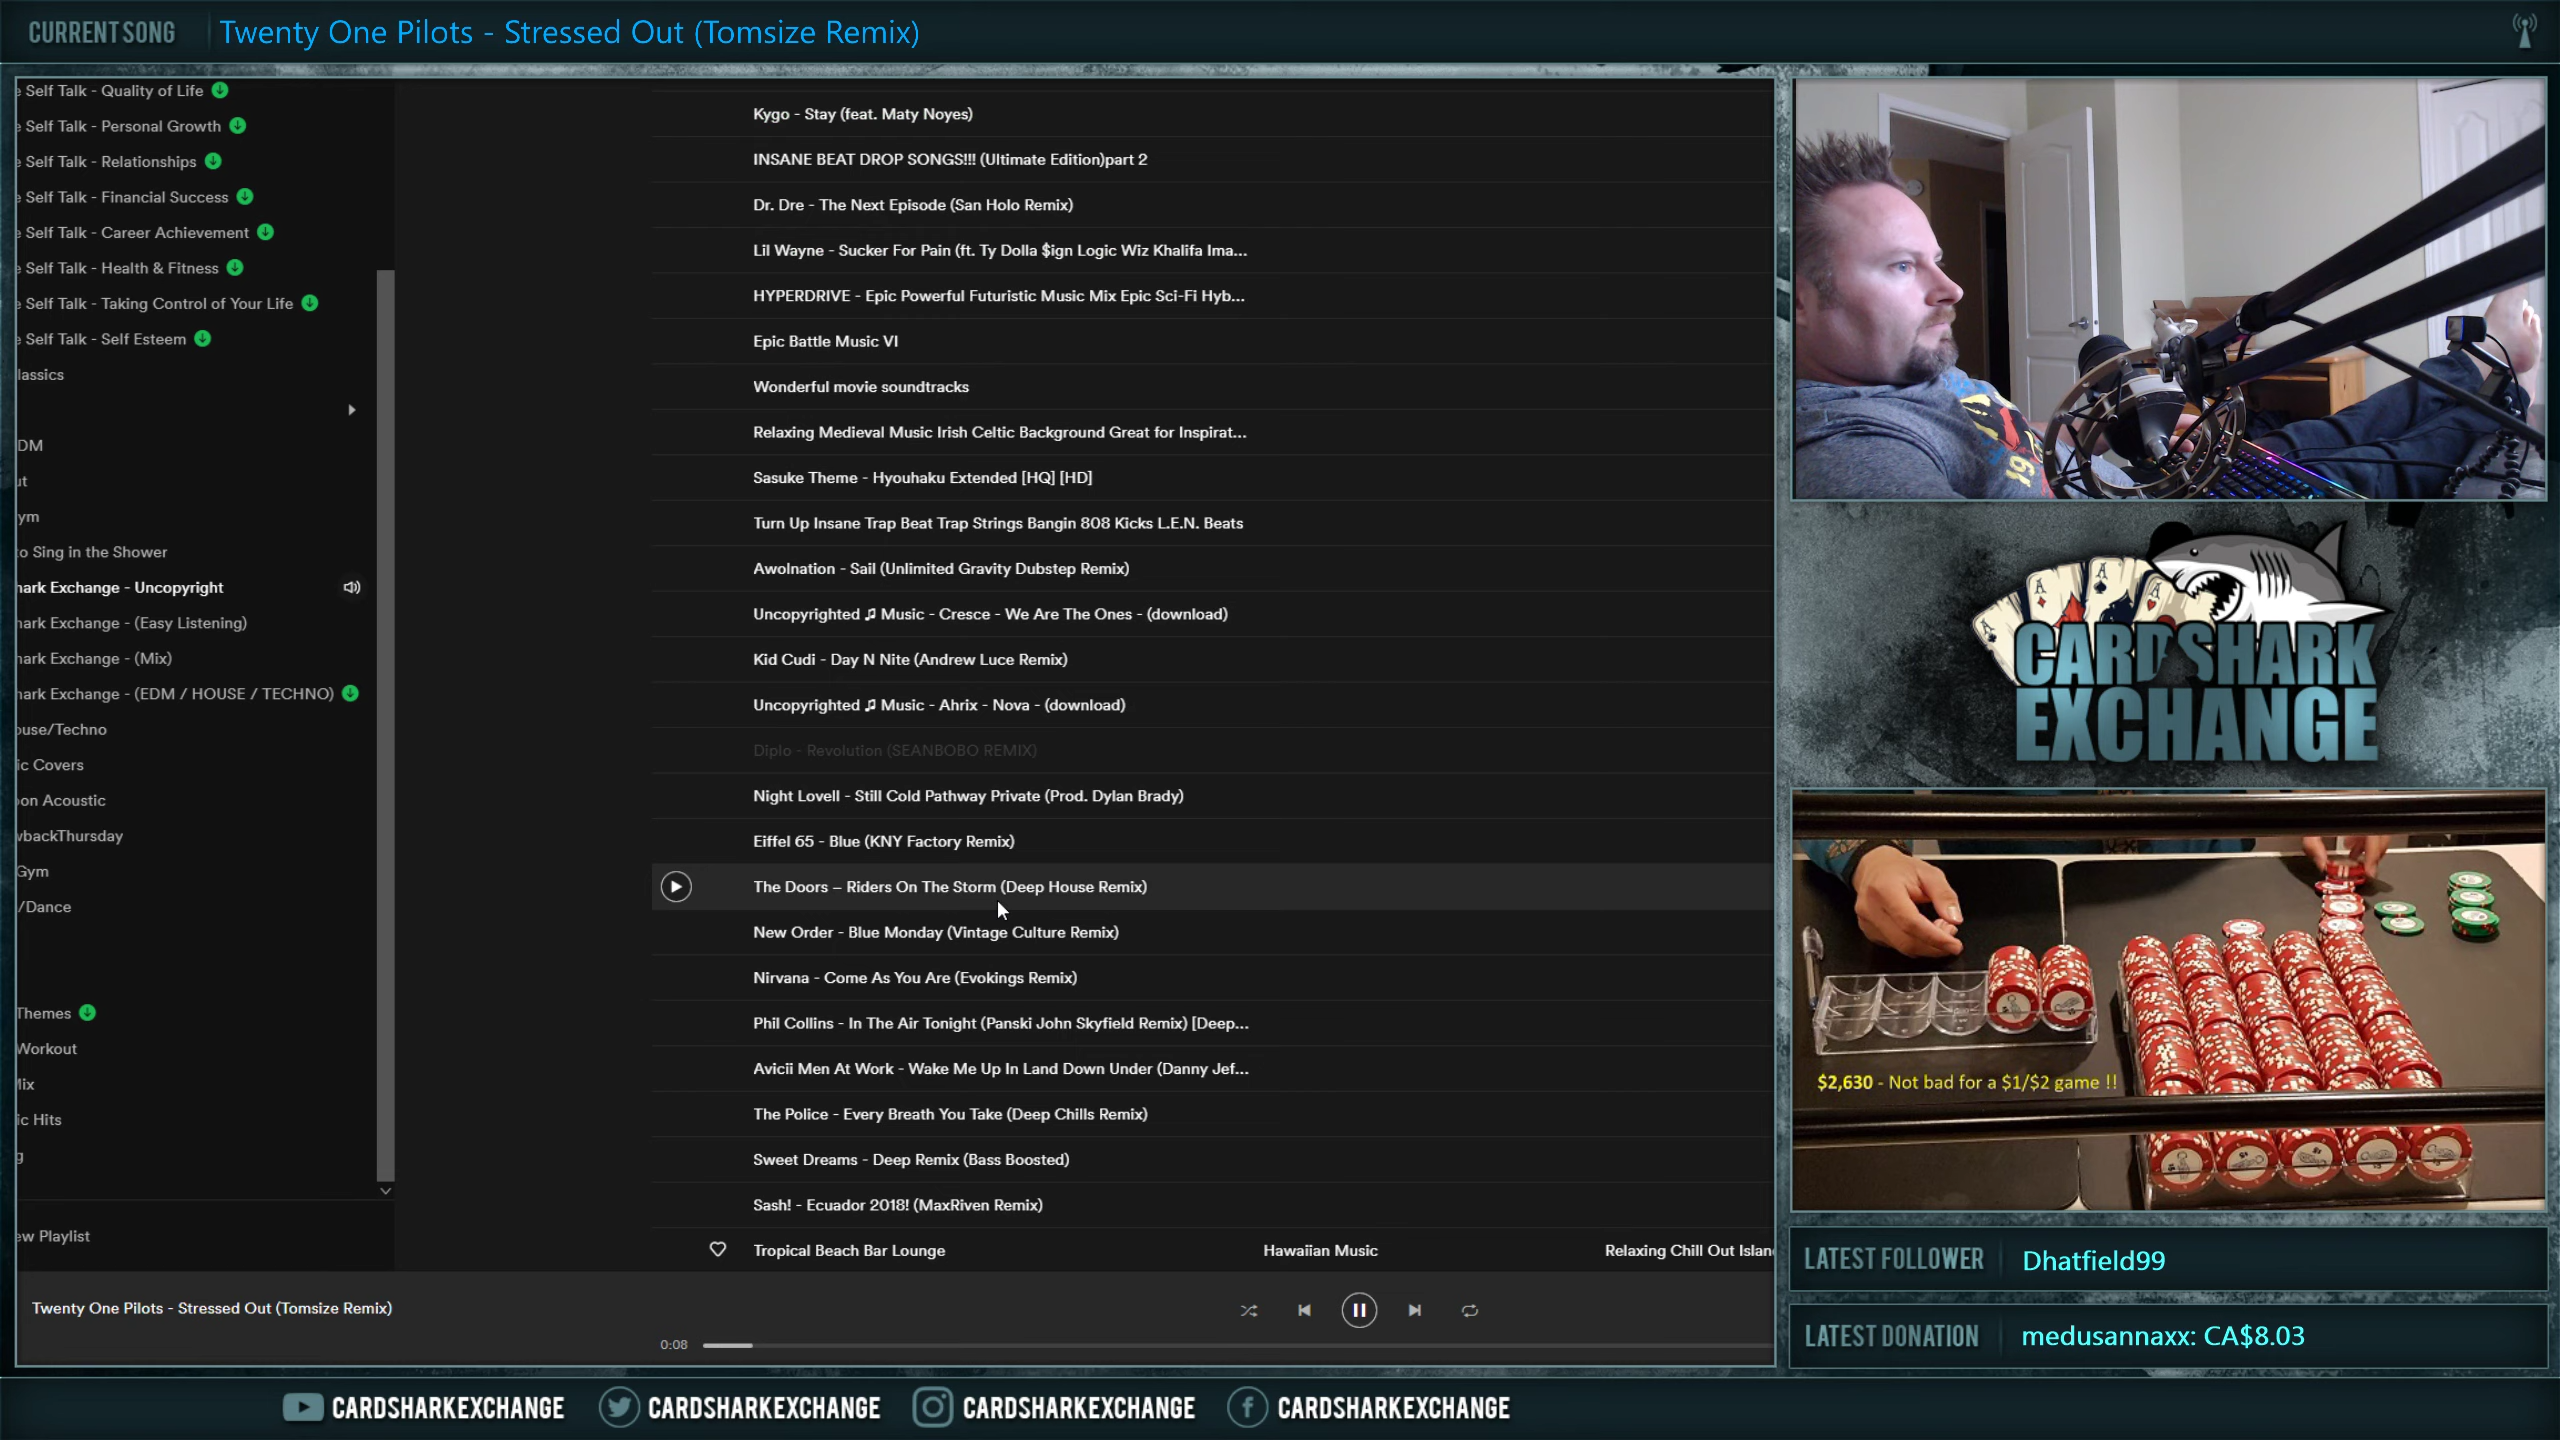 CURRENT SONG
Twenty One Pilots - Stressed Out (Tomsize Remix)
e Self Talk - Quality of Life
e Self Talk - Personal Growth
e Self Talk - Relationships
e Self Talk - Financial Success
e Self Talk - Career Achievement
e Self Talk - Health & Fitness
e Self Talk - Taking Control of Your Life
e Self Talk - Self Esteem
lassics
DM
ut
ym
to Sing in the Shower
hark Exchange - Uncopyright
hark Exchange - (Easy Listening)
hark Exchange - (Mix)
hark Exchange - (EDM / HOUSE / TECHNO)
ouse/Techno
ic Covers
oon Acoustic
wbackThursday
Gym
/Dance
Themes
Workout
Mix
ic Hits
g
ew Playlist
Kygo - Stay (feat. Maty Noyes)
INSANE BEAT DROP SONGS!!! (Ultimate Edition)part 2
Dr. Dre - The Next Episode (San Holo Remix)
Lil Wayne - Sucker For Pain (ft. Ty Dolla $ign Logic Wiz Khalifa Ima...
HYPERDRIVE - Epic Powerful Futuristic Music Mix Epic Sci-Fi Hyb...
Epic Battle Music VI
Wonderful movie soundtracks
Relaxing Medieval Music Irish Celtic Background Great for Inspirat...
Sasuke Theme - Hyouhaku Extended [HQ] [HD]
Turn Up Insane Trap Beat Trap Strings Bangin 808 Kicks L.E.N. Beats
Awolnation - Sail (Unlimited Gravity Dubstep Remix)
Uncopyrighted ♫ Music - Cresce - We Are The Ones - (download)
Kid Cudi - Day N Nite (Andrew Luce Remix)
Uncopyrighted ♫ Music - Ahrix - Nova - (download)
Diplo - Revolution (SEANBOBO REMIX)
Night Lovell - Still Cold Pathway Private (Prod. Dylan Brady)
Eiffel 65 - Blue (KNY Factory Remix)
The Doors – Riders On The Storm (Deep House Remix)
New Order - Blue Monday (Vintage Culture Remix)
Nirvana - Come As You Are (Evokings Remix)
Phil Collins - In The Air Tonight (Panski John Skyfield Remix) [Deep...
Avicii Men At Work - Wake Me Up In Land Down Under (Danny Jef...
The Police - Every Breath You Take (Deep Chills Remix)
Sweet Dreams - Deep Remix (Bass Boosted)
Sash! - Ecuador 2018! (MaxRiven Remix)
Tropical Beach Bar Lounge Hawaiian Music Relaxing Chill Out Islan
Twenty One Pilots - Stressed Out (Tomsize Remix)
0:08
CARDSHARK
EXCHANGE
$2,630 - Not bad for a $1/$2 game !!
LATEST FOLLOWER Dhatfield99
LATEST DONATION medusannaxx: CA$8.03
CARDSHARKEXCHANGE CARDSHARKEXCHANGE CARDSHARKEXCHANGE CARDSHARKEXCHANGE